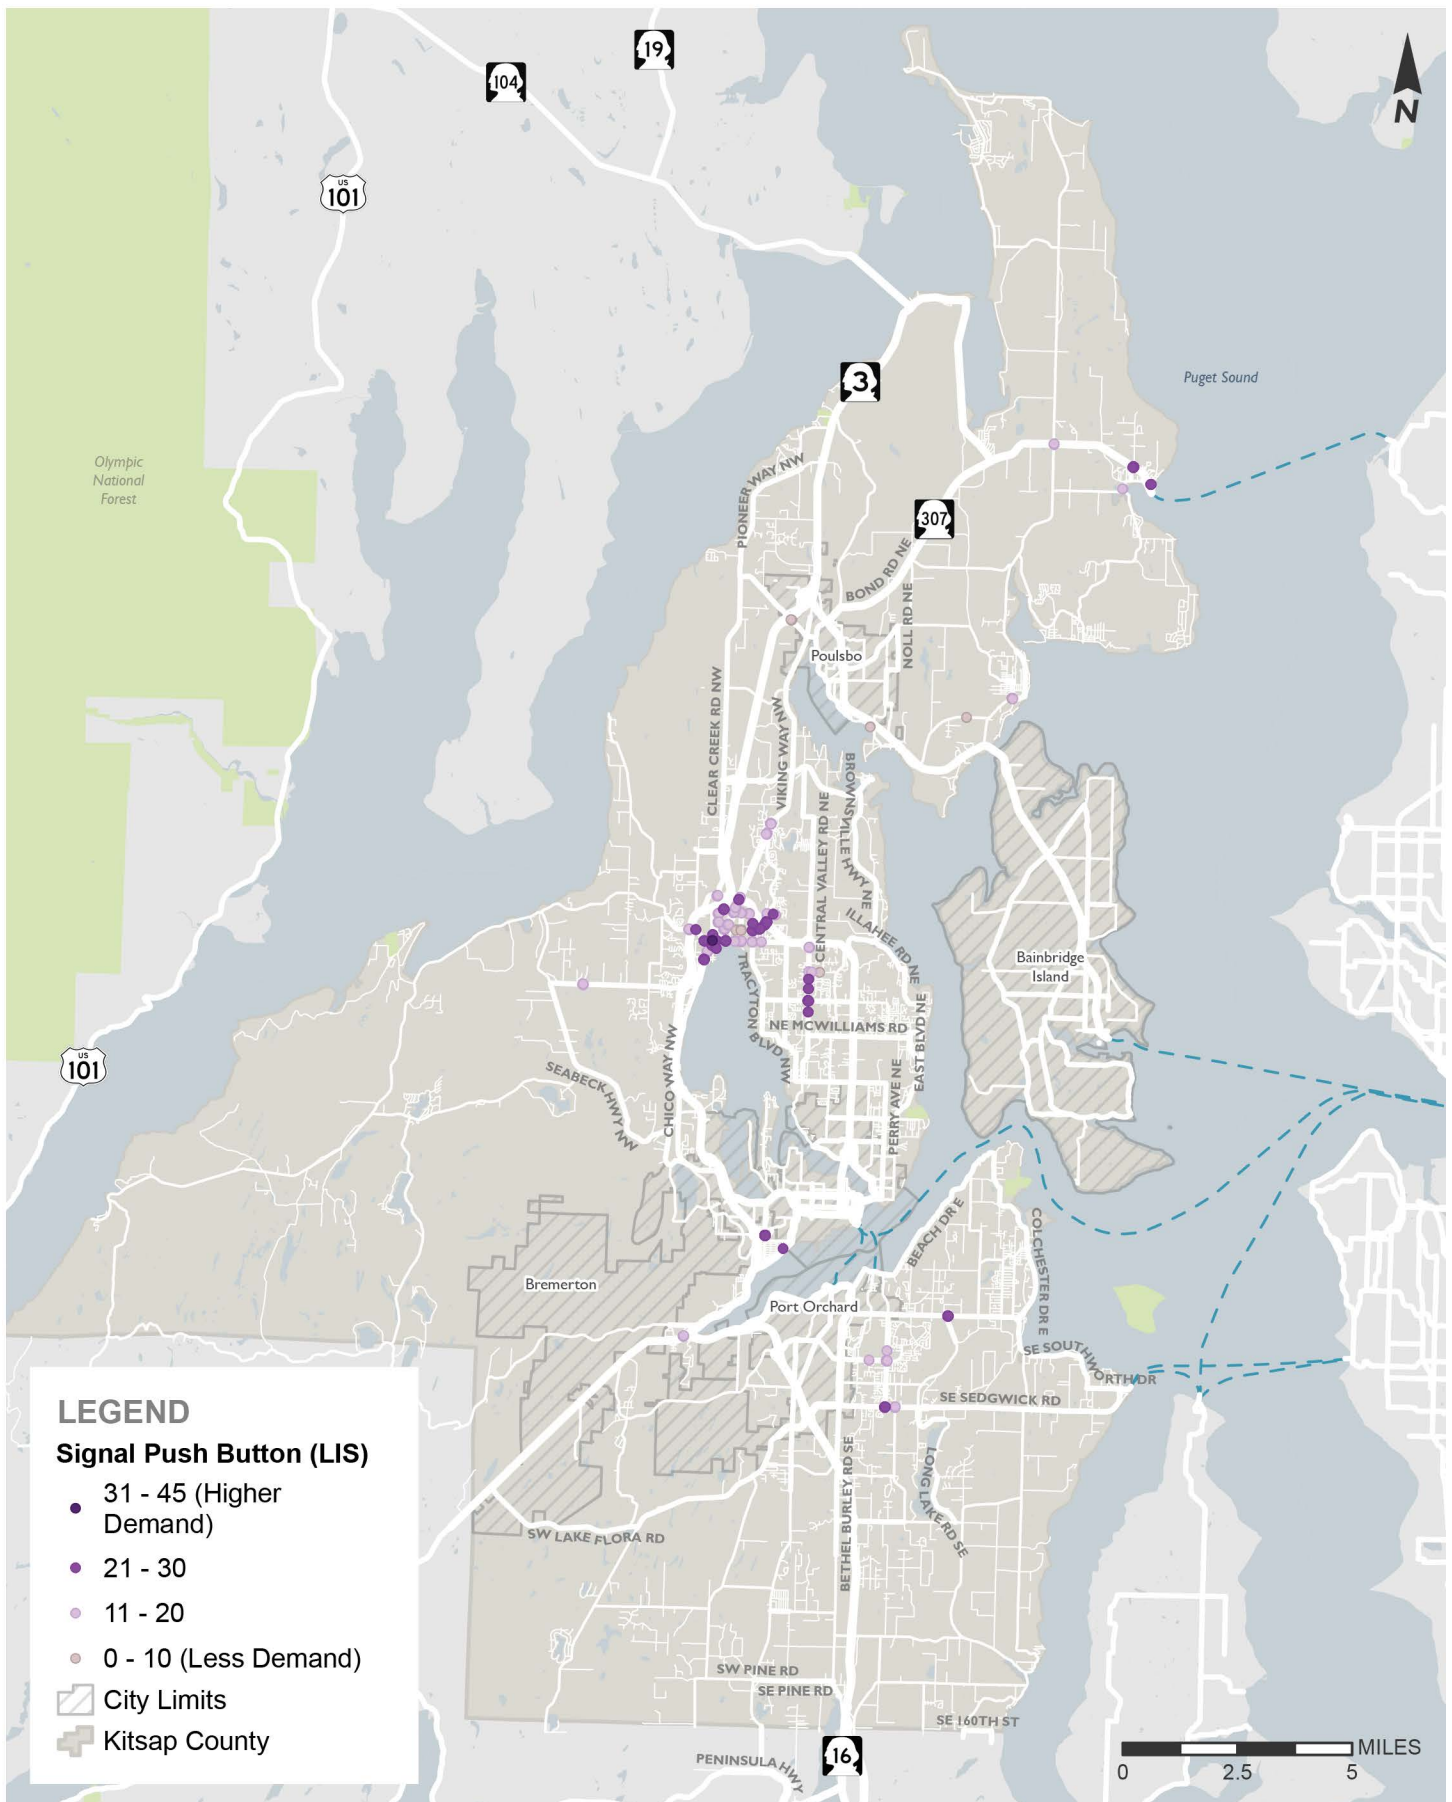 19
104
N
US
101
3
Puget Sound
Olympic
National
Forest
PIONEER WAY NW
307
BOND RD NE
NOLL RD NE
Poulsbo
CLEAR CREEK RD NW
VIKING WAY NW
BROWNSVILLE HWY NE
CENTRAL VALLEY RD NE
ILLAHEE RD NE
Bainbridge
Island
TRACYTON BLVD NW
NE MCWILLIAMS RD
EAST BLVD NE
US
101
SEABECK HWY NW
CHICO WAY NW
PERRY AVE NE
BEACH DR E
COLCHESTER DR E
Bremerton
Port Orchard
SE SOUTHWORTH DR
SE SEDGWICK RD
LEGEND
Signal Push Button (LIS)
31 - 45 (Higher
Demand)
21 - 30
11 - 20
0 - 10 (Less Demand)
City Limits
Kitsap County
BETHEL BURLEY RD SE
LONG LAKE RD SE
SW LAKE FLORA RD
SW PINE RD
SE PINE RD
SE 160TH ST
16
PENINSULA HWY
MILES
0
2.5
5